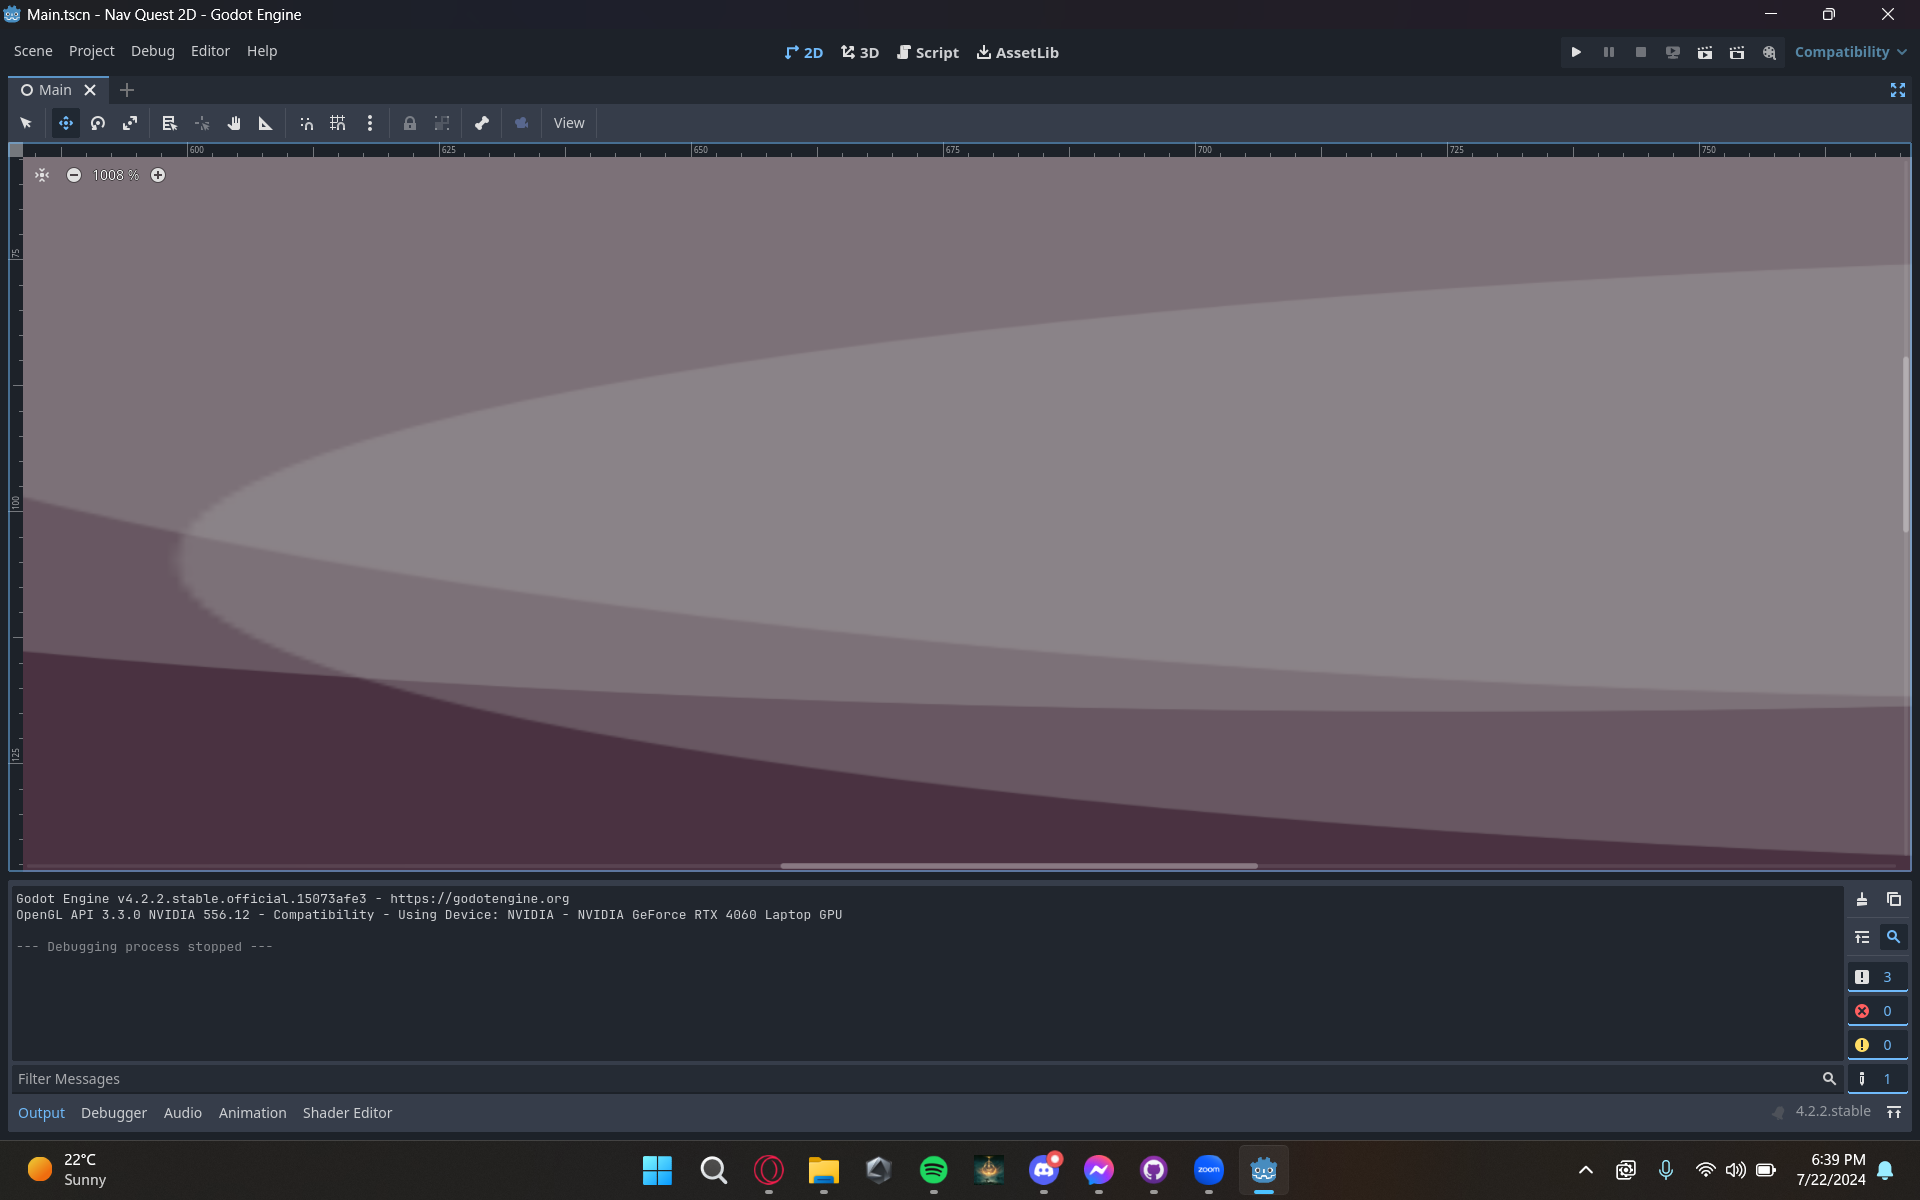 Main.tscn - Nav Quest 2D - Godot Engine
Scene Project Debug Editor Help
2D 3D Script AssetLib
Compatibility
Main
View
600 625 650 675 700 725 750
1008 %
75
100
125
Godot Engine v4.2.2.stable.official.15073afe3 - https://godotengine.org
OpenGL API 3.3.0 NVIDIA 556.12 - Compatibility - Using Device: NVIDIA - NVIDIA GeForce RTX 4060 Laptop GPU
--- Debugging process stopped ---
3
0
0
1
Filter Messages
Output Debugger Audio Animation Shader Editor
4.2.2.stable
22°C
Sunny
zoom
6:39 PM
7/22/2024